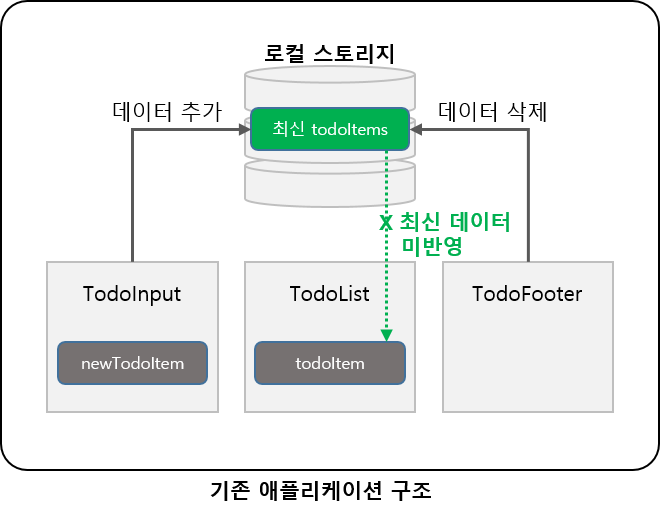 로컬 스토리지
데이터 추가
최신 todoItems
데이터 삭제
X 최신 데이터
미반영
TodoInput
TodoList
TodoFooter
newTodoItem
todoItem
기존 애플리케이션 구조